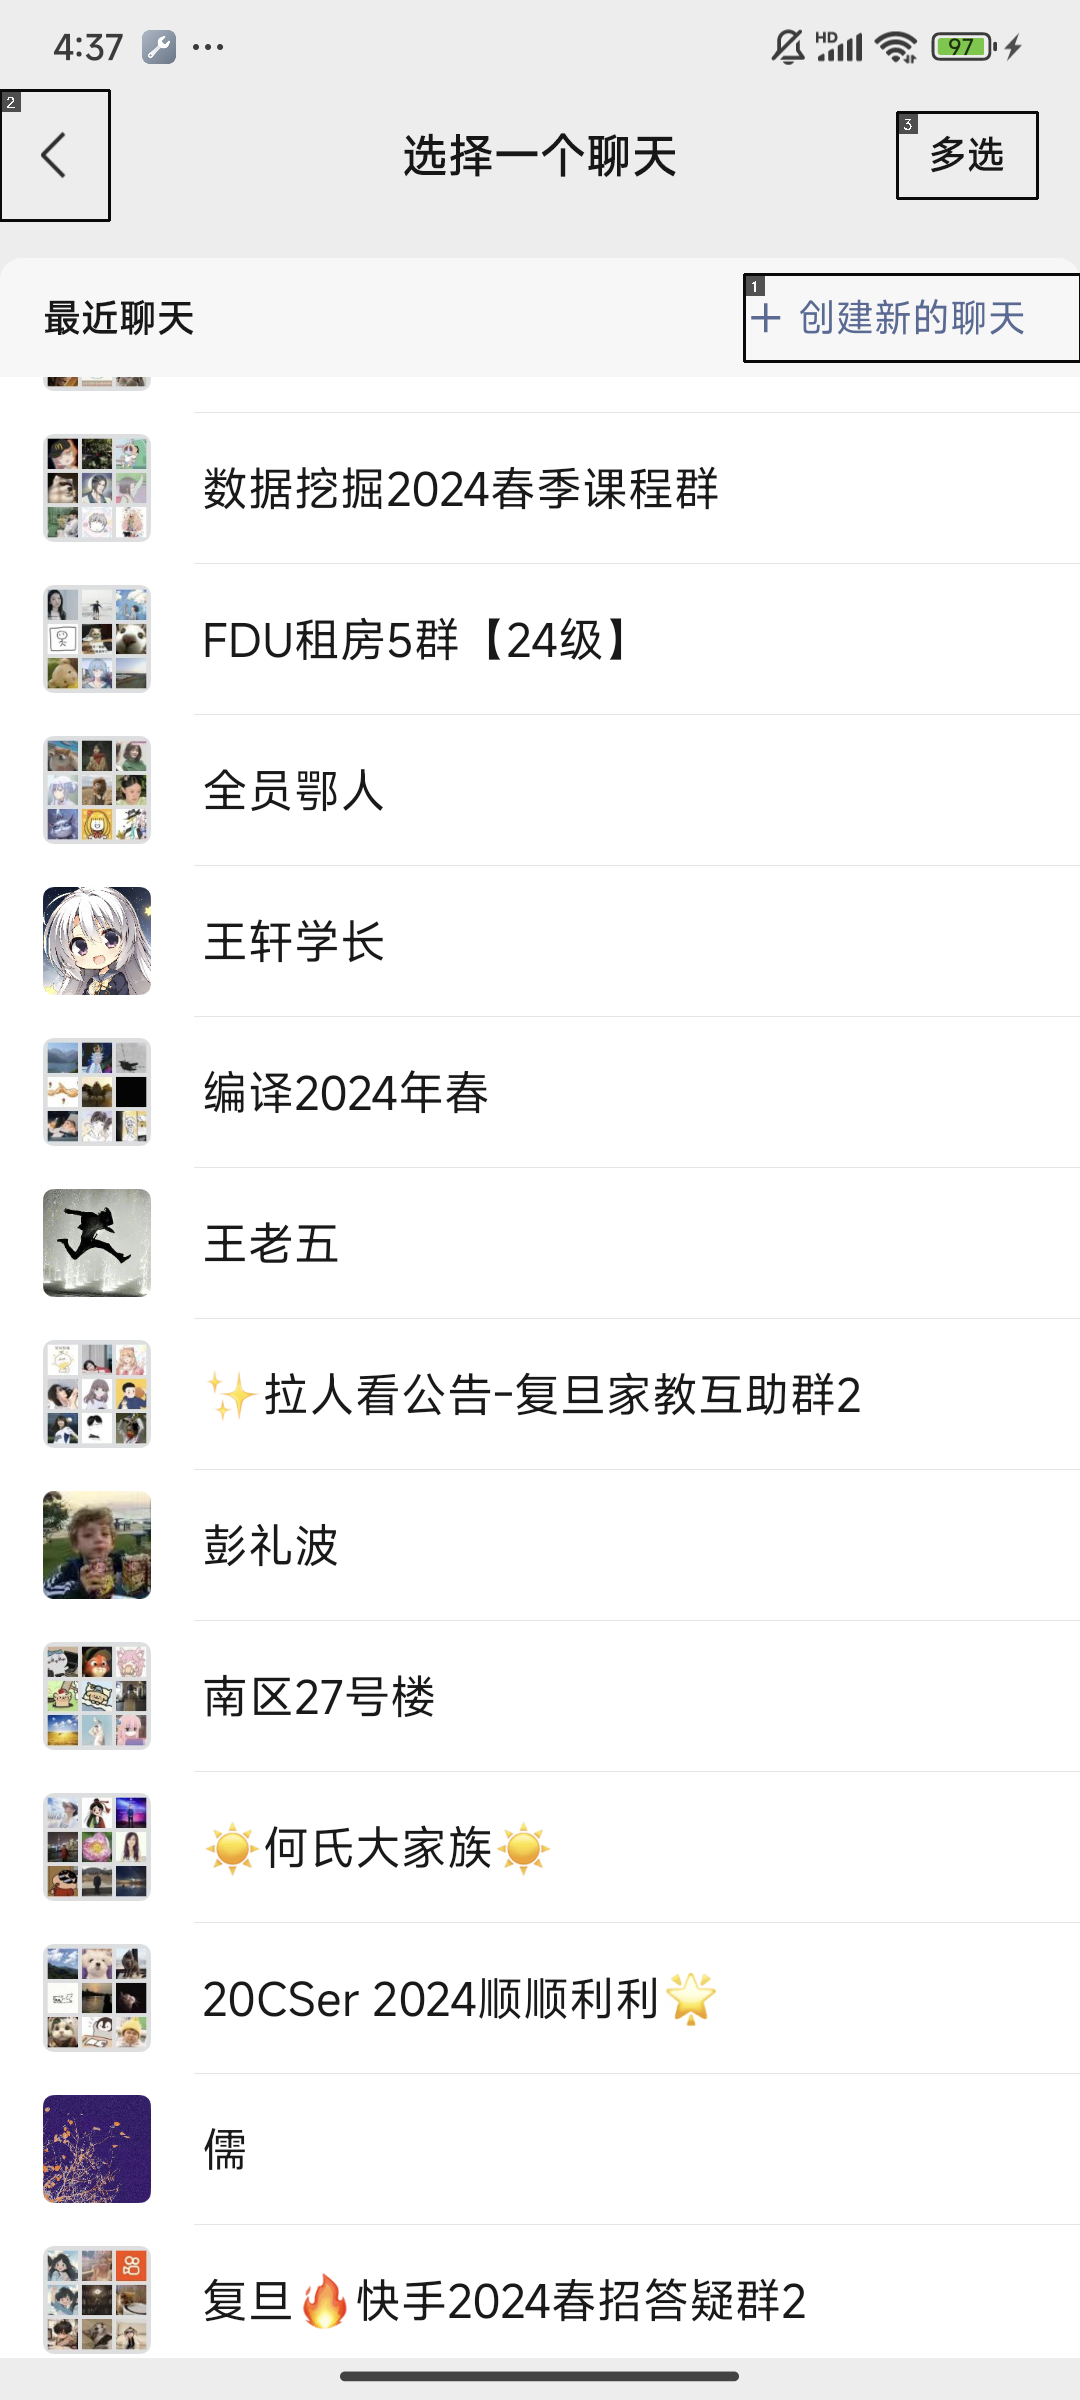 4:37
HD
97
2
选择一个聊天
3
多选
最近聊天
1
+ 创建新的聊天
数据挖掘2024春季课程群
FDU租房5群【24级】
全员鄂人
王轩学长
编译2024年春
王老五
✨拉人看公告-复旦家教互助群2
彭礼波
南区27号楼
☀️何氏大家族☀️
20CSer 2024顺顺利利🌟
儒
复旦🔥快手2024春招答疑群2